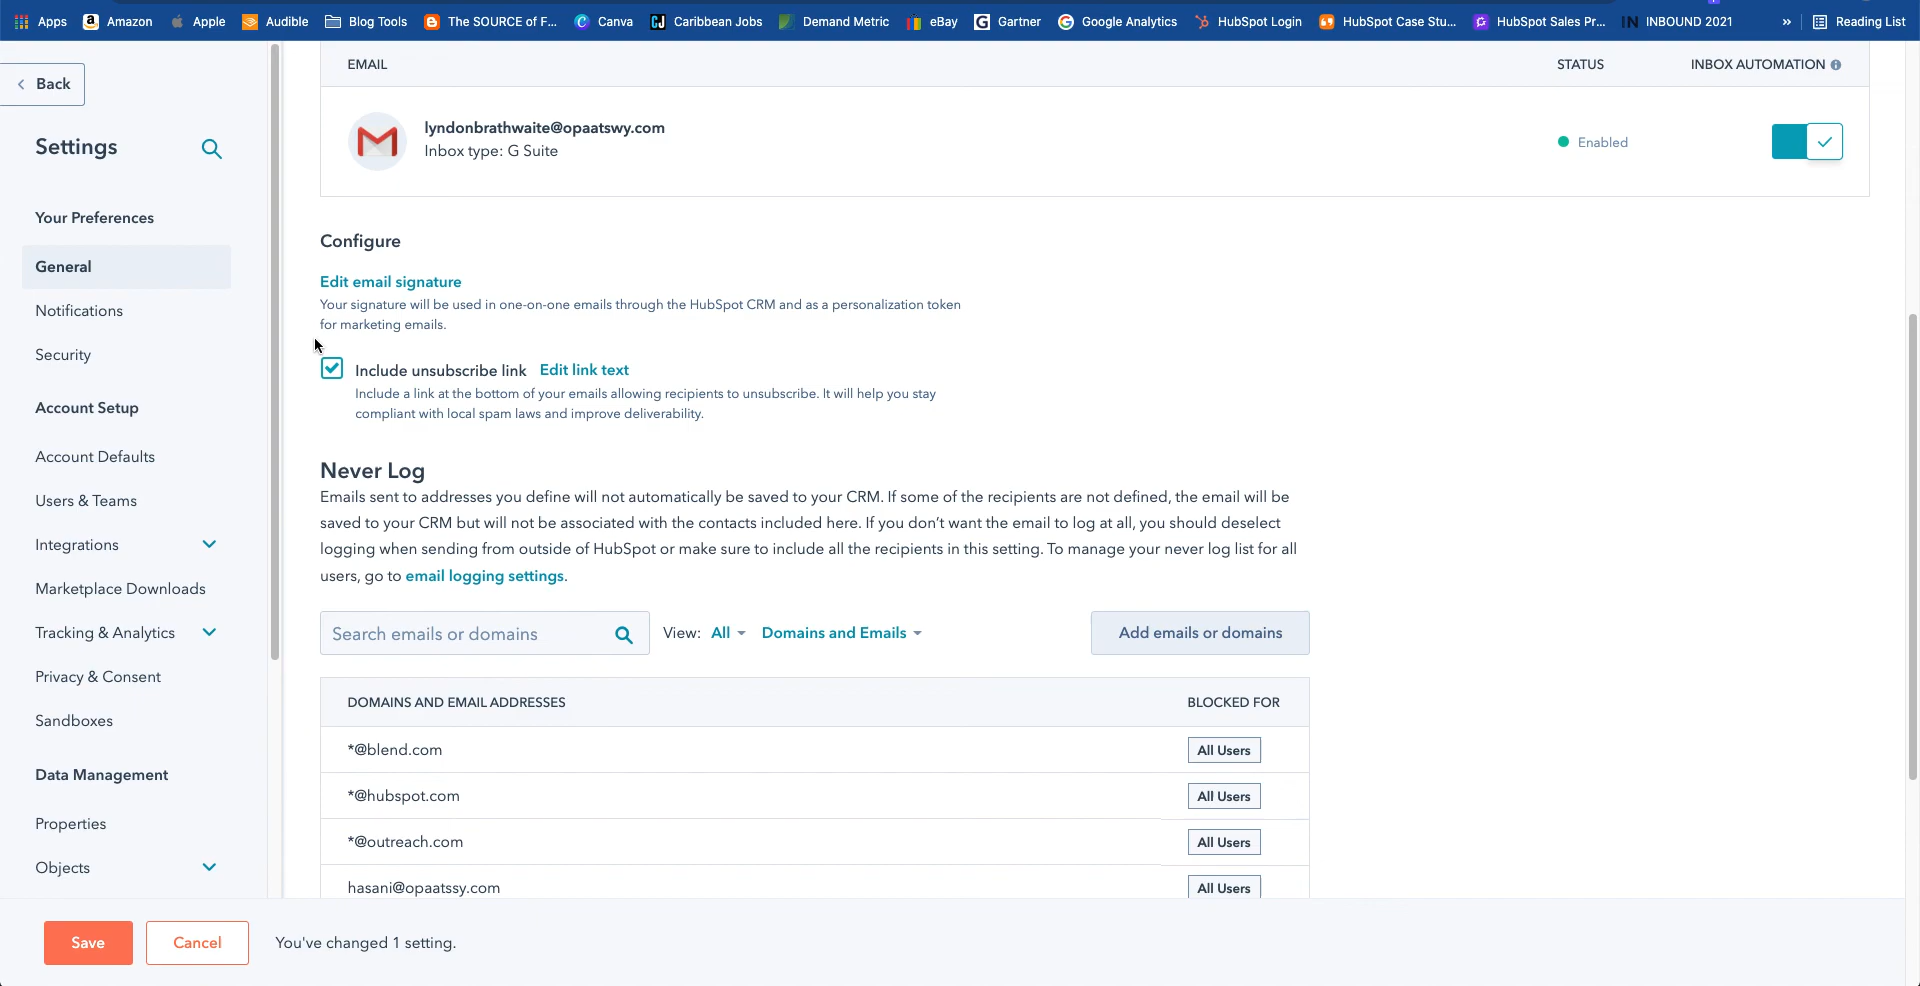 Apps Amazon Apple Audible Blog Tools The SOURCE of F... Canva Caribbean Jobs Demand Metric eBay Gartner Google Analytics HubSpot Login HubSpot Case Stu... HubSpot Sales Pr... INBOUND 2021 » Reading List
Back
Settings
Your Preferences
General
Notifications
Security
Account Setup
Account Defaults
Users & Teams
Integrations
Marketplace Downloads
Tracking & Analytics
Privacy & Consent
Sandboxes
Data Management
Properties
Objects
EMAIL STATUS INBOX AUTOMATION
lyndonbrathwaite@opaatswy.com
Inbox type: G Suite
Enabled
Configure
Edit email signature
Your signature will be used in one-on-one emails through the HubSpot CRM and as a personalization token
for marketing emails.
Include unsubscribe link Edit link text
Include a link at the bottom of your emails allowing recipients to unsubscribe. It will help you stay
compliant with local spam laws and improve deliverability.
Never Log
Emails sent to addresses you define will not automatically be saved to your CRM. If some of the recipients are not defined, the email will be
saved to your CRM but will not be associated with the contacts included here. If you don't want the email to log at all, you should deselect
logging when sending from outside of HubSpot or make sure to include all the recipients in this setting. To manage your never log list for all
users, go to email logging settings.
Search emails or domains View: All Domains and Emails Add emails or domains
DOMAINS AND EMAIL ADDRESSES BLOCKED FOR
*@blend.com All Users
*@hubspot.com All Users
*@outreach.com All Users
hasani@opaatssy.com All Users
Save Cancel You've changed 1 setting.